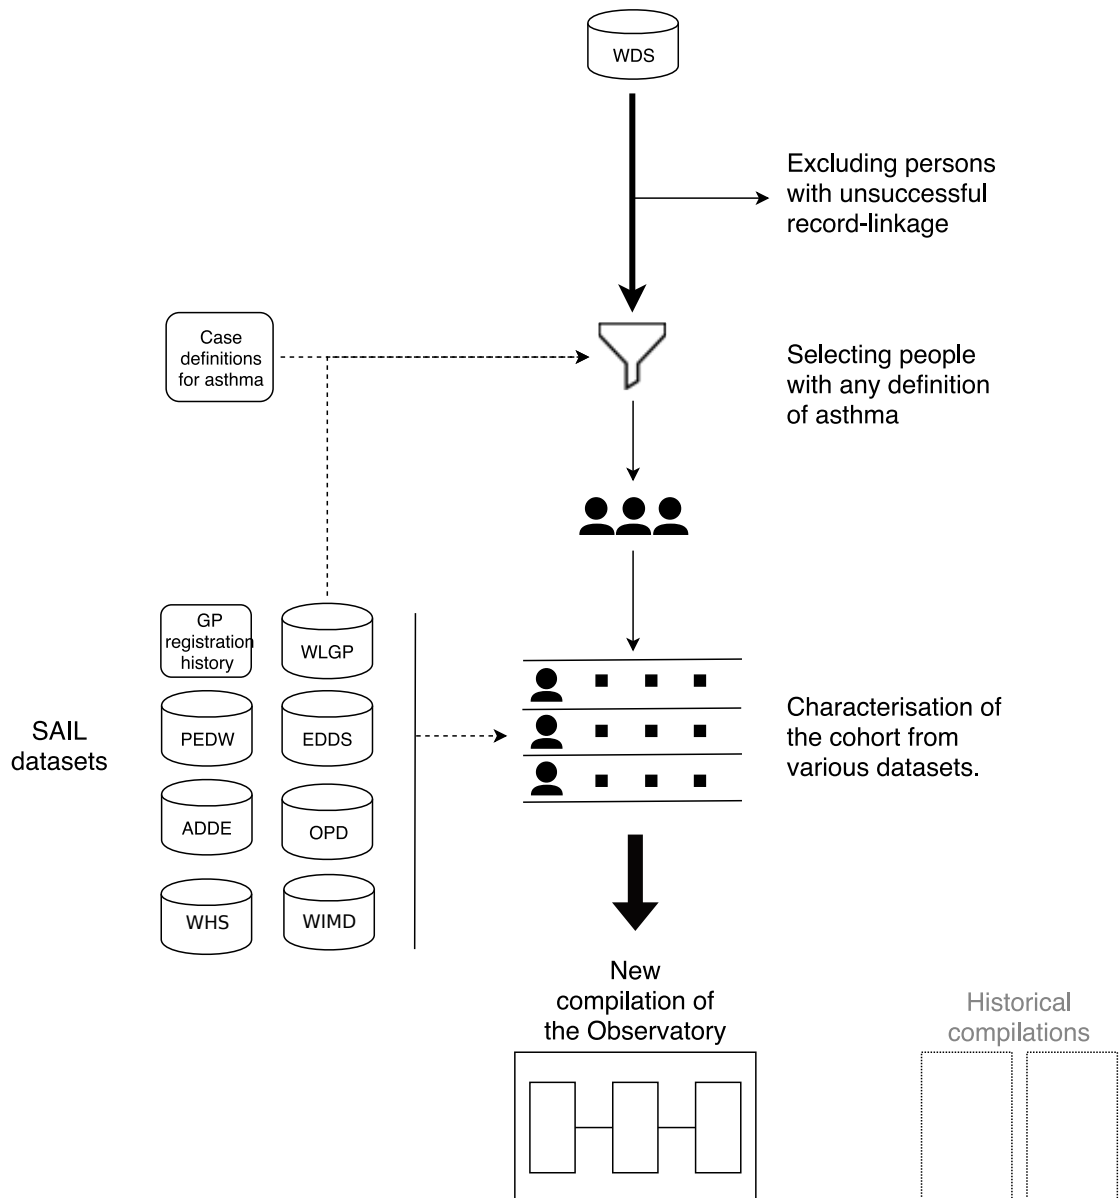 WDS
Excluding persons
with unsuccessful
record-linkage
Case
definitions
for asthma
Selecting people
with any definition
of asthma
GP
registration
history
WLGP
SAIL
datasets
PEDW
EDDS
ADDE
OPD
WHS
WIMD
Characterisation of
the cohort from
various datasets.
New
compilation of
the Observatory
Historical
compilations